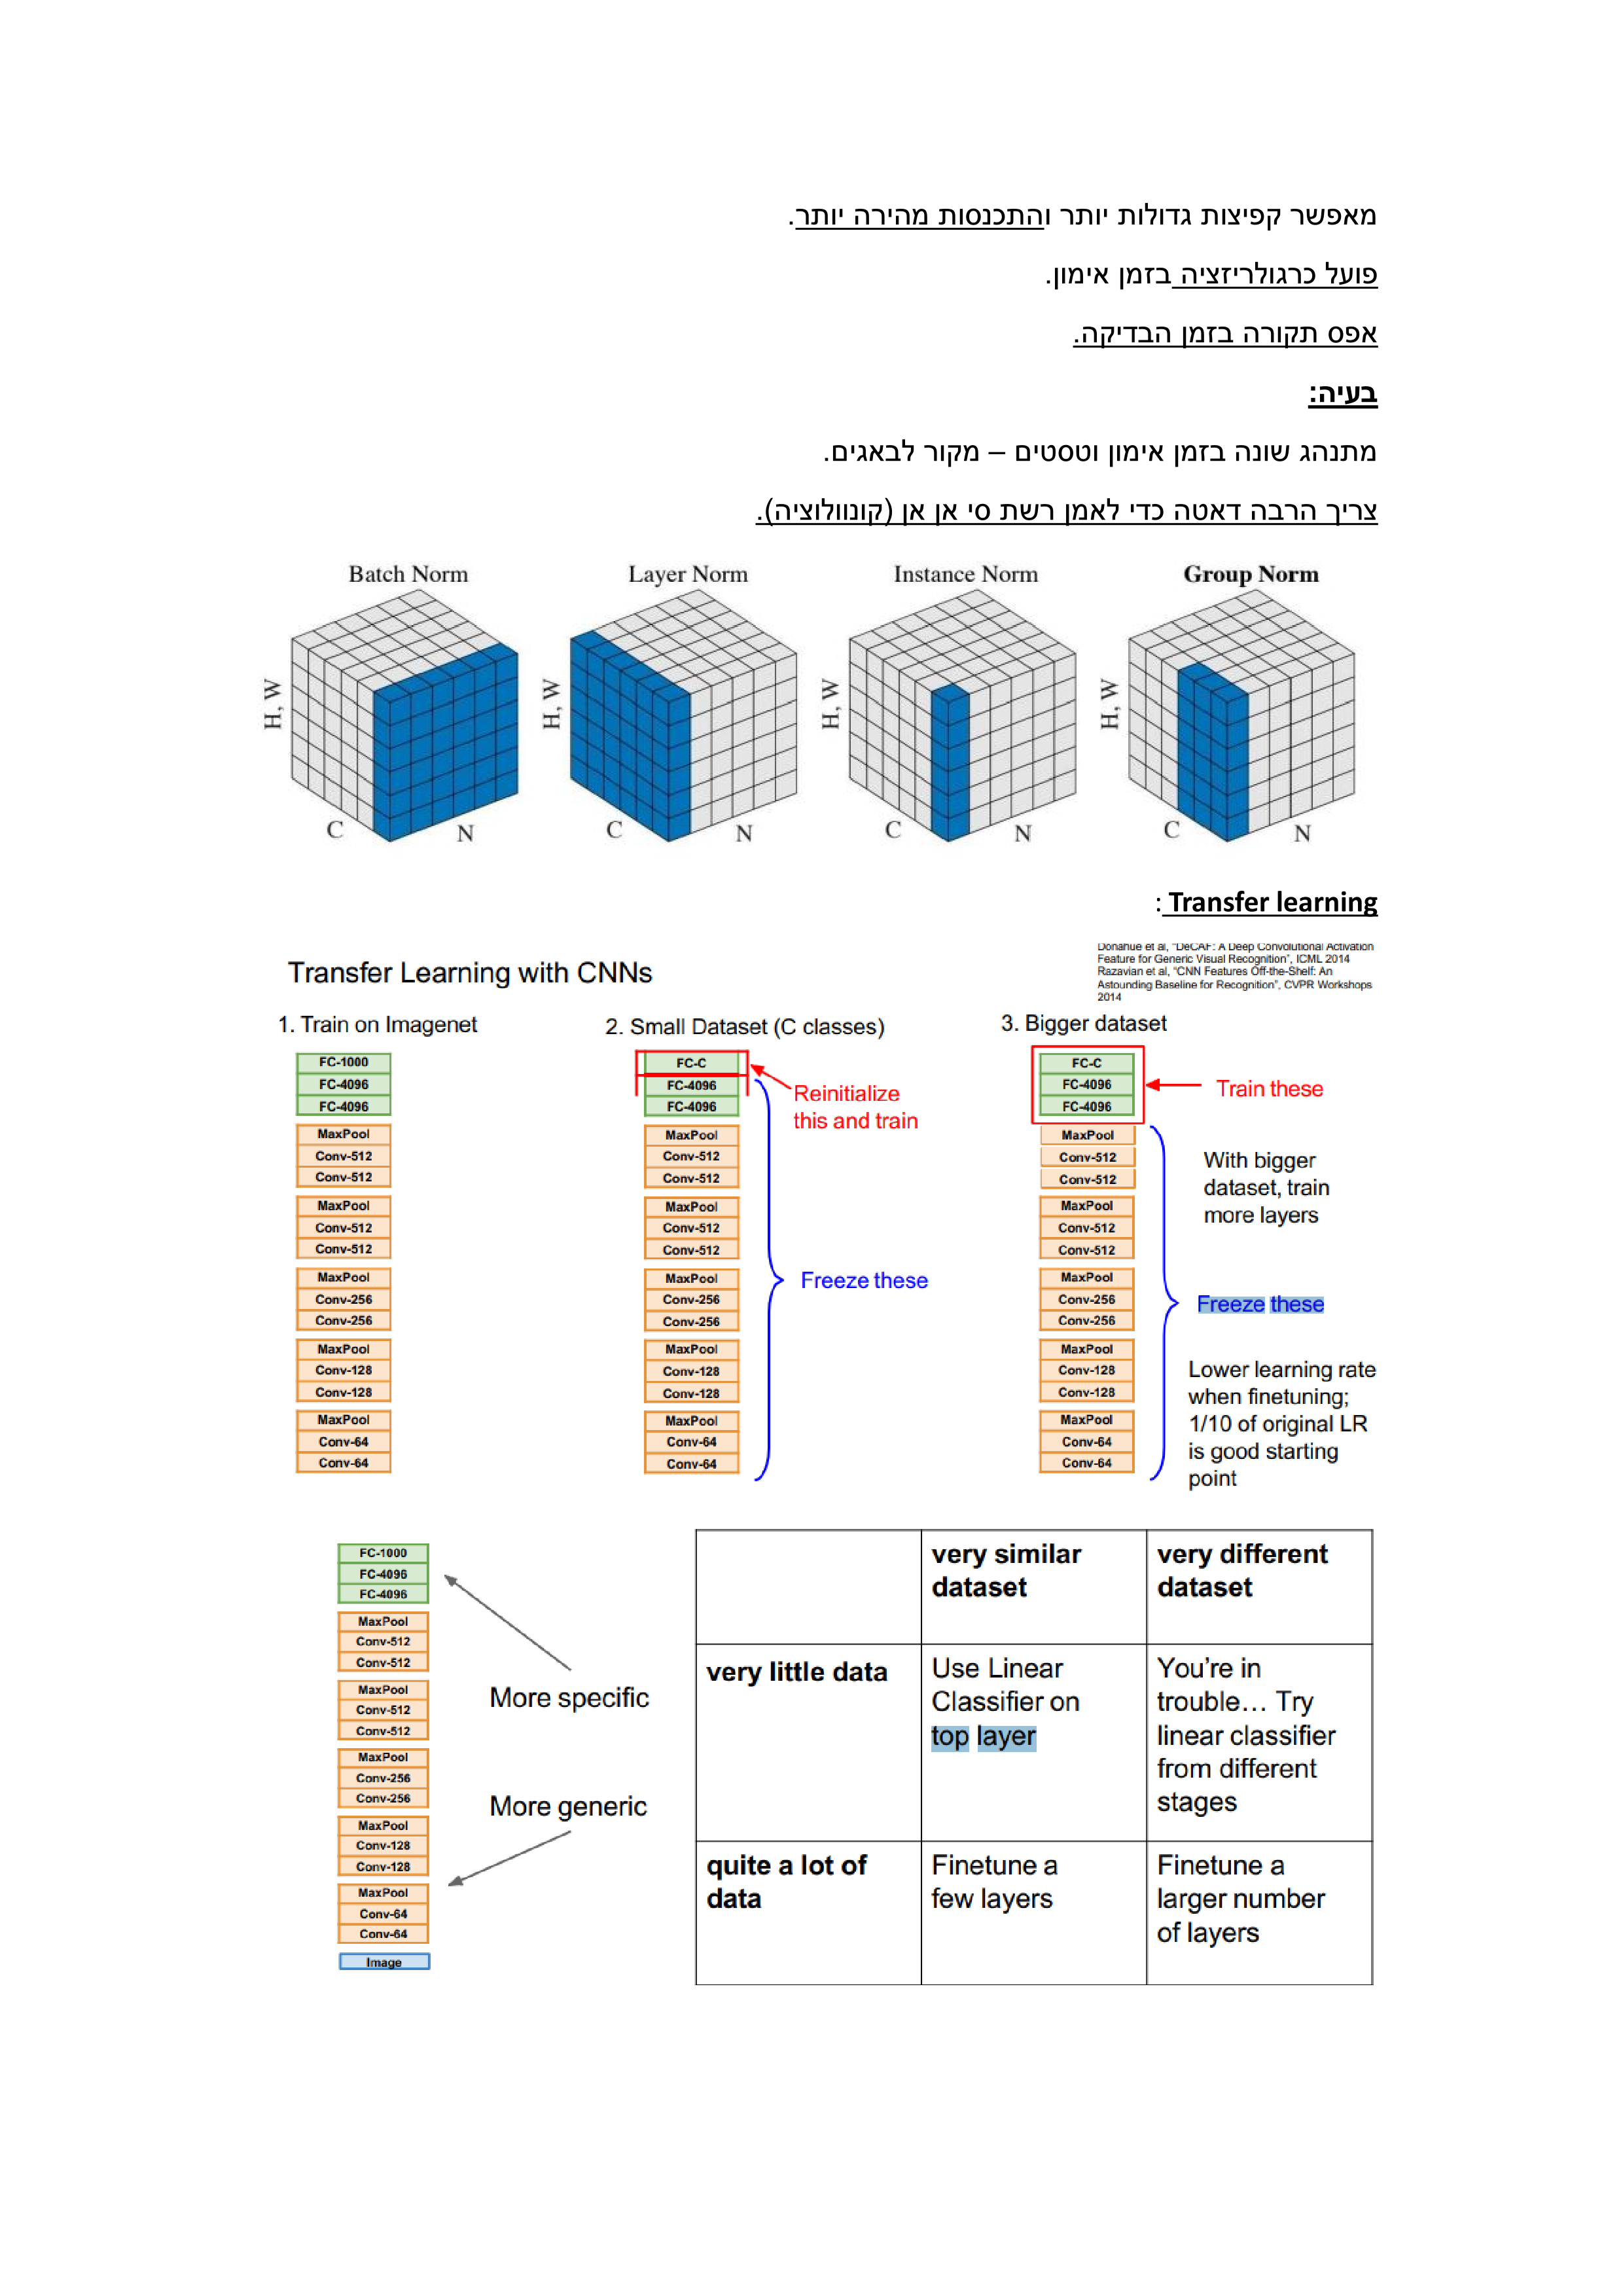 מאפשר קפיצות גדולות יותר והתכנסות מהירה יותר.
פועל כרגולריזציה בזמן אימון.
אפס תקורה בזמן הבדיקה.
בעיה:
מתנהג שונה בזמן אימון וטסטים – מקור לבאגים.
צריך הרבה דאטה כדי לאמן רשת סי אן אן (קונוולוציה).
Batch Norm
H, W
C
N
Layer Norm
H, W
C
N
Instance Norm
H, W
C
N
Group Norm
H, W
C
N
Transfer learning :
Transfer Learning with CNNs
Donahue et al, "DeCAF: A Deep Convolutional Activation
Feature for Generic Visual Recognition", ICML 2014
Razavian et al, "CNN Features Off-the-Shelf: An
Astounding Baseline for Recognition", CVPR Workshops
2014
1. Train on Imagenet
FC-1000
FC-4096
FC-4096
MaxPool
Conv-512
Conv-512
MaxPool
Conv-512
Conv-512
MaxPool
Conv-256
Conv-256
MaxPool
Conv-128
Conv-128
MaxPool
Conv-64
Conv-64
2. Small Dataset (C classes)
FC-C
FC-4096
FC-4096
MaxPool
Conv-512
Conv-512
MaxPool
Conv-512
Conv-512
MaxPool
Conv-256
Conv-256
MaxPool
Conv-128
Conv-128
MaxPool
Conv-64
Conv-64
Reinitialize
this and train
Freeze these
3. Bigger dataset
FC-C
FC-4096
FC-4096
MaxPool
Conv-512
Conv-512
MaxPool
Conv-512
Conv-512
MaxPool
Conv-256
Conv-256
MaxPool
Conv-128
Conv-128
MaxPool
Conv-64
Conv-64
Train these
With bigger
dataset, train
more layers
Freeze these
Lower learning rate
when finetuning;
1/10 of original LR
is good starting
point
FC-1000
FC-4096
FC-4096
MaxPool
Conv-512
Conv-512
MaxPool
Conv-512
Conv-512
MaxPool
Conv-256
Conv-256
MaxPool
Conv-128
Conv-128
MaxPool
Conv-64
Conv-64
Image
More specific
More generic
very similar
dataset
very different
dataset
very little data
Use Linear
Classifier on
top layer
You're in
trouble… Try
linear classifier
from different
stages
quite a lot of
data
Finetune a
few layers
Finetune a
larger number
of layers